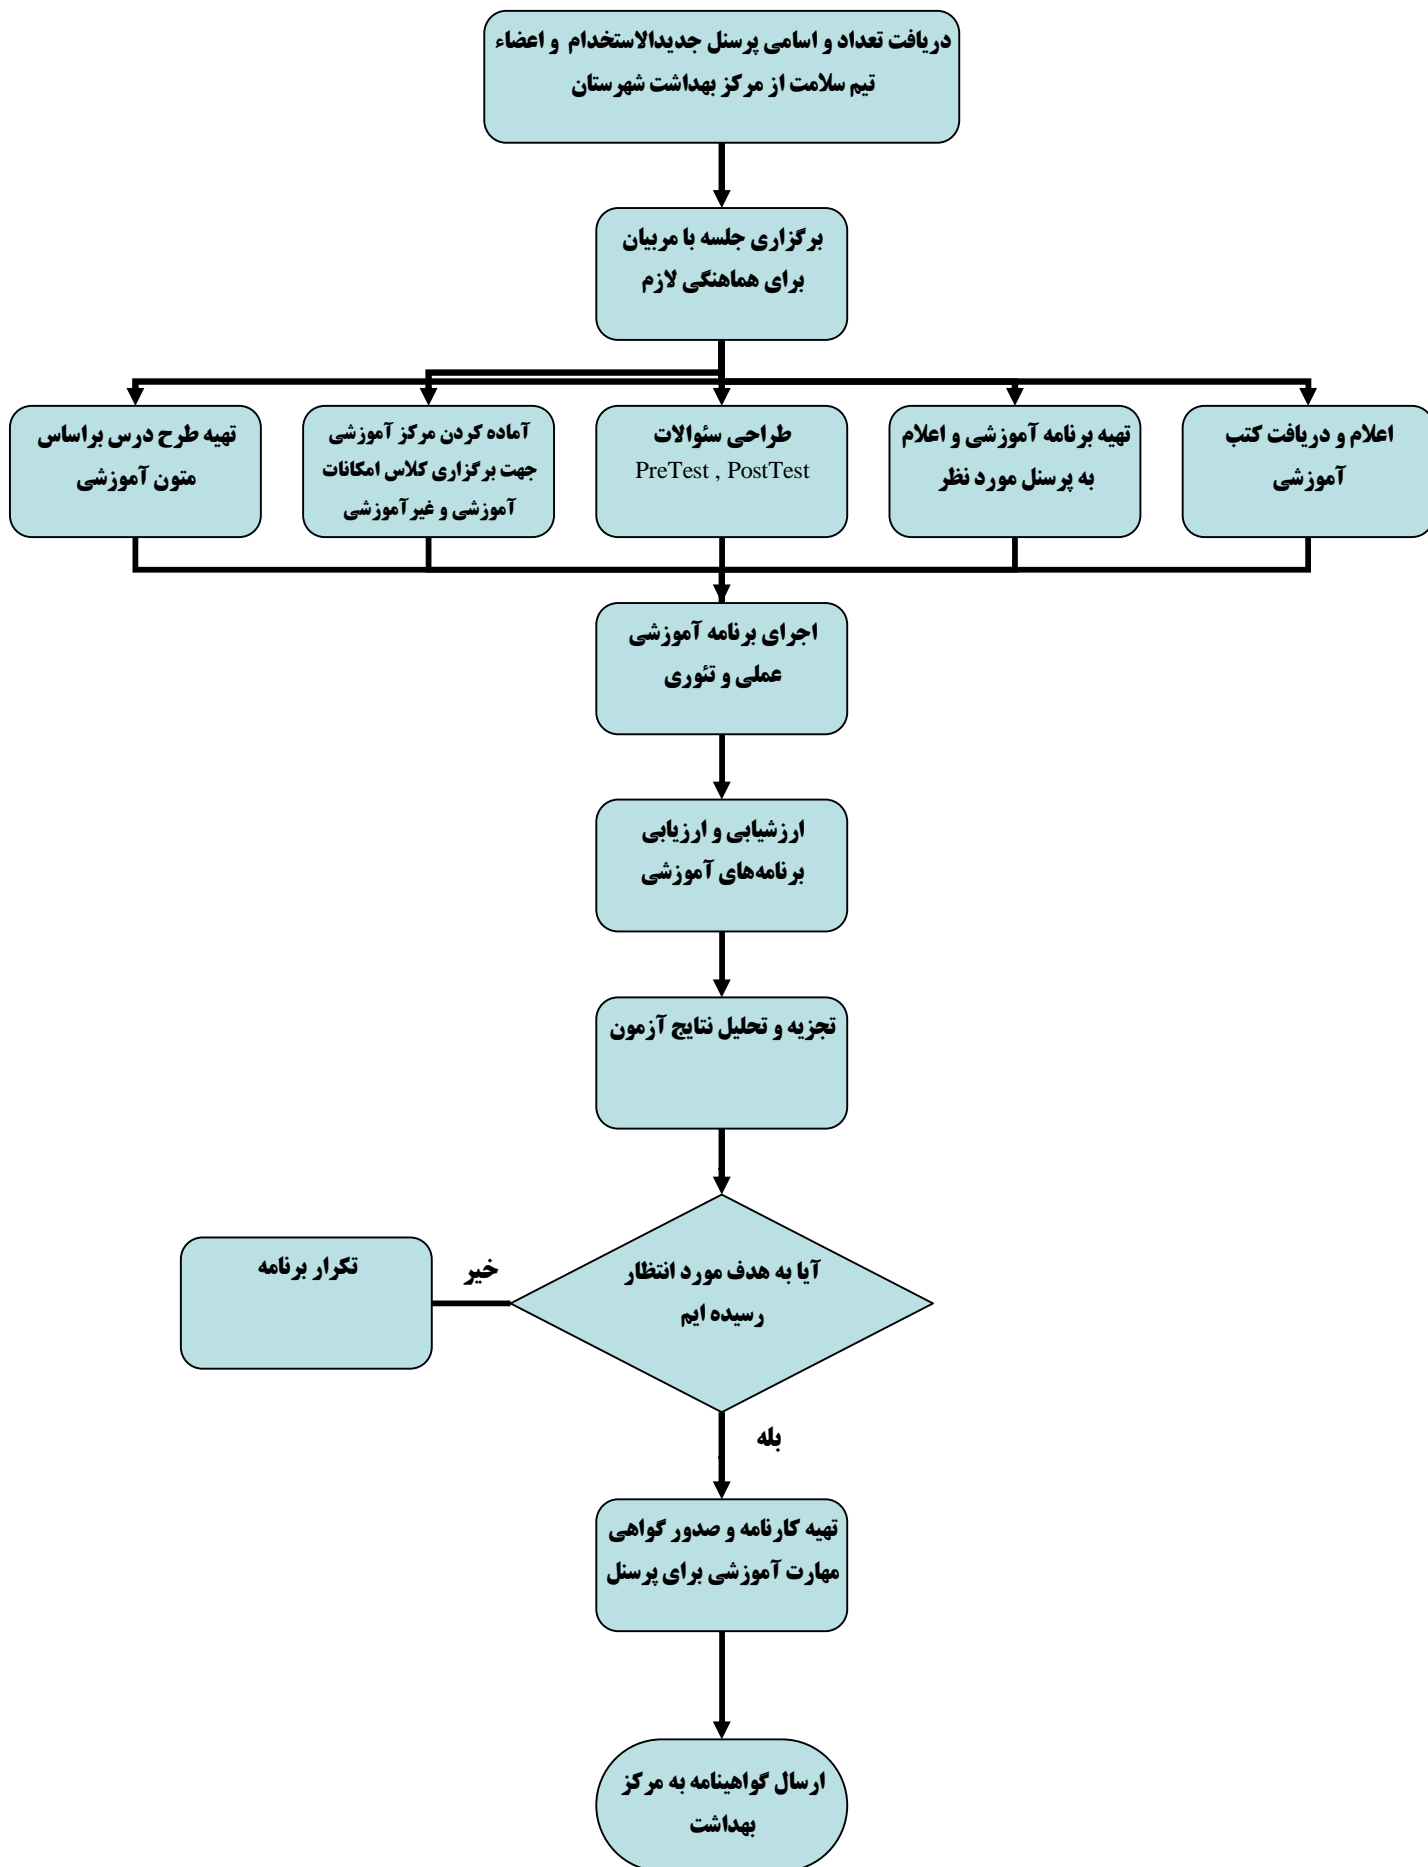 دریافت تعداد و اسامی پرسنل جدیدالاستخدام و اعضاء
تیم سلامت از مرکز بهداشت شهرستان
برگزاری جلسه با مربیان
برای هماهنگی لازم
اعلام و دریافت کتب
آموزشی
تهیه برنامه آموزشی و اعلام
به پرسنل مورد نظر
طراحی سئوالات
PreTest , PostTest
آماده کردن مرکز آموزشی
جهت برگزاری کلاس امکانات
آموزشی و غیرآموزشی
تهیه طرح درس براساس
متون آموزشی
اجرای برنامه آموزشی
عملی و تئوری
ارزشیابی و ارزیابی
برنامه‌های آموزشی
تجزیه و تحلیل نتایج آزمون
آیا به هدف مورد انتظار
رسیده ایم
خیر
تکرار برنامه
بله
تهیه کارنامه و صدور گواهی
مهارت آموزشی برای پرسنل
ارسال گواهینامه به مرکز
بهداشت